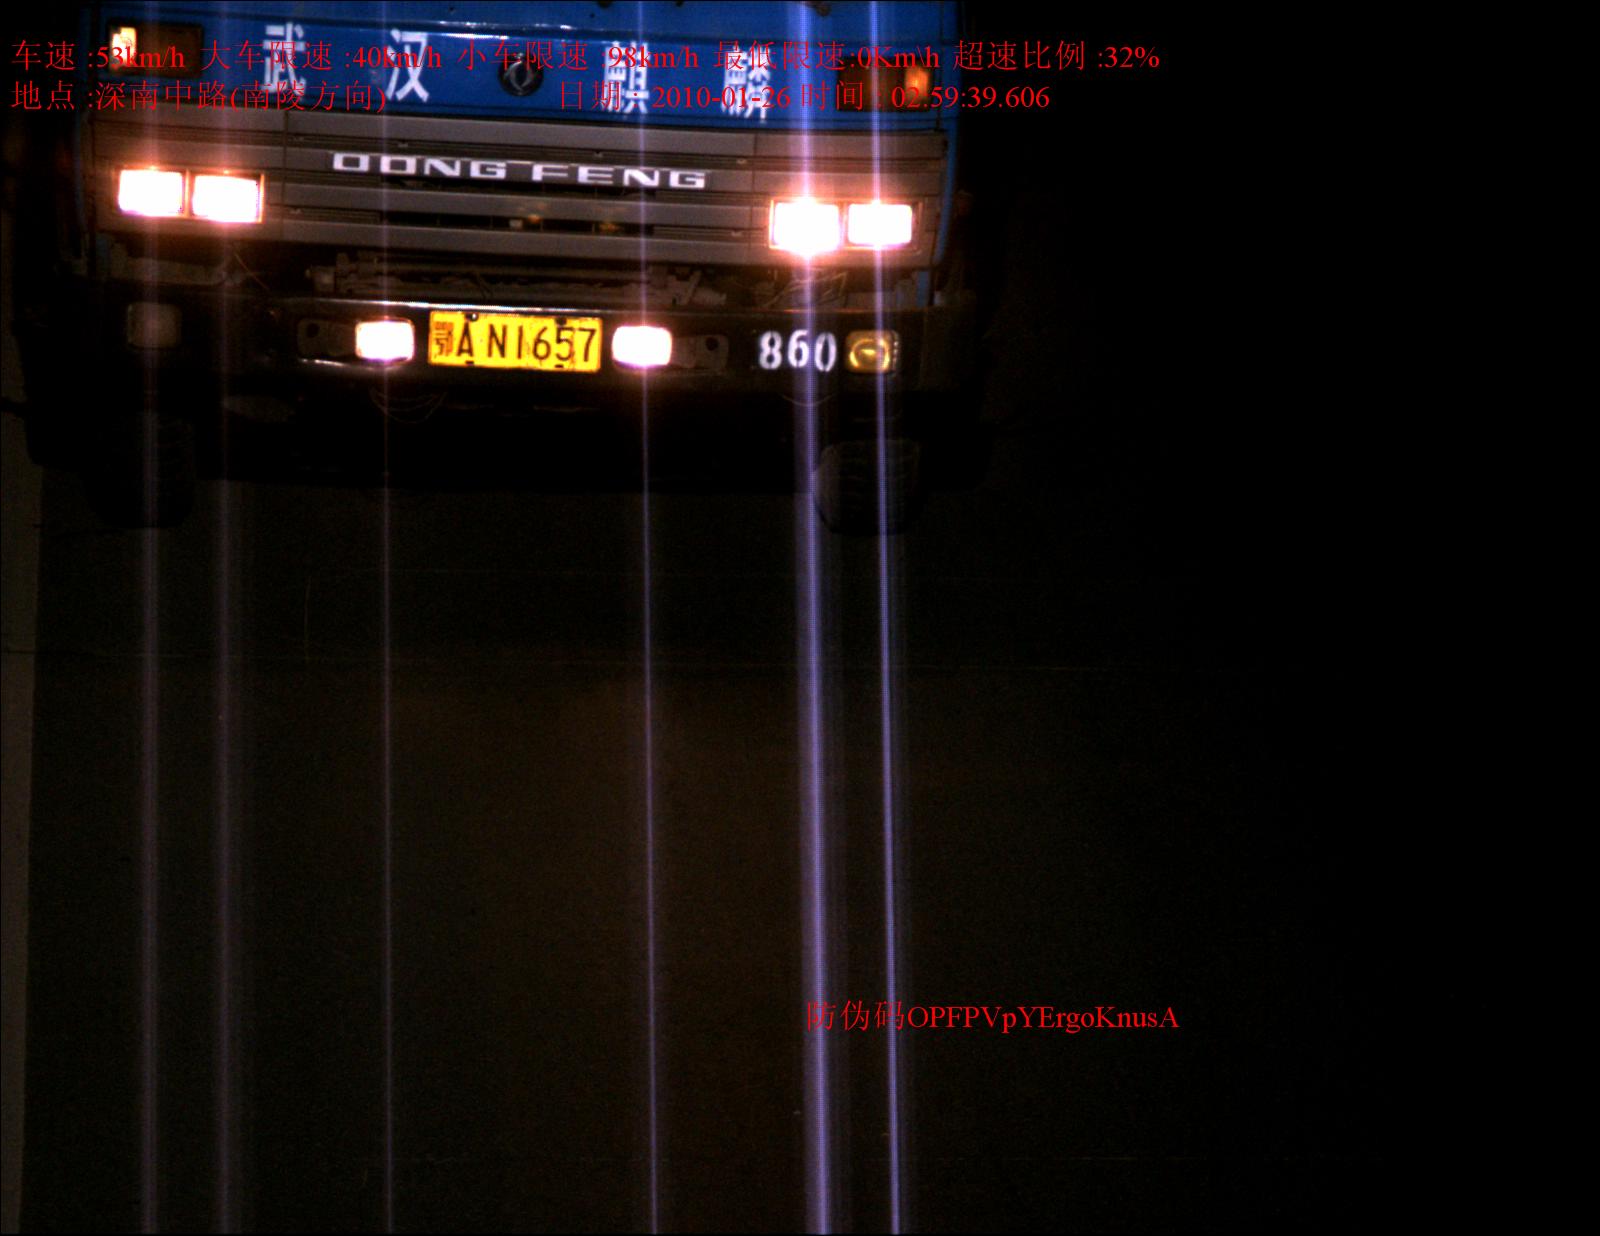 车速 :53km/h 大车限速 :40km/h 小车限速 :98km/h 最低限速:0Km\h 超速比例 :32%
地点 :深南中路(南陵方向) 日期 : 2010-01-26 时间 : 02:59:39.606
武汉
DONG FENG
鄂A N1657
860
防伪码OPFPVpYErgoKnusA